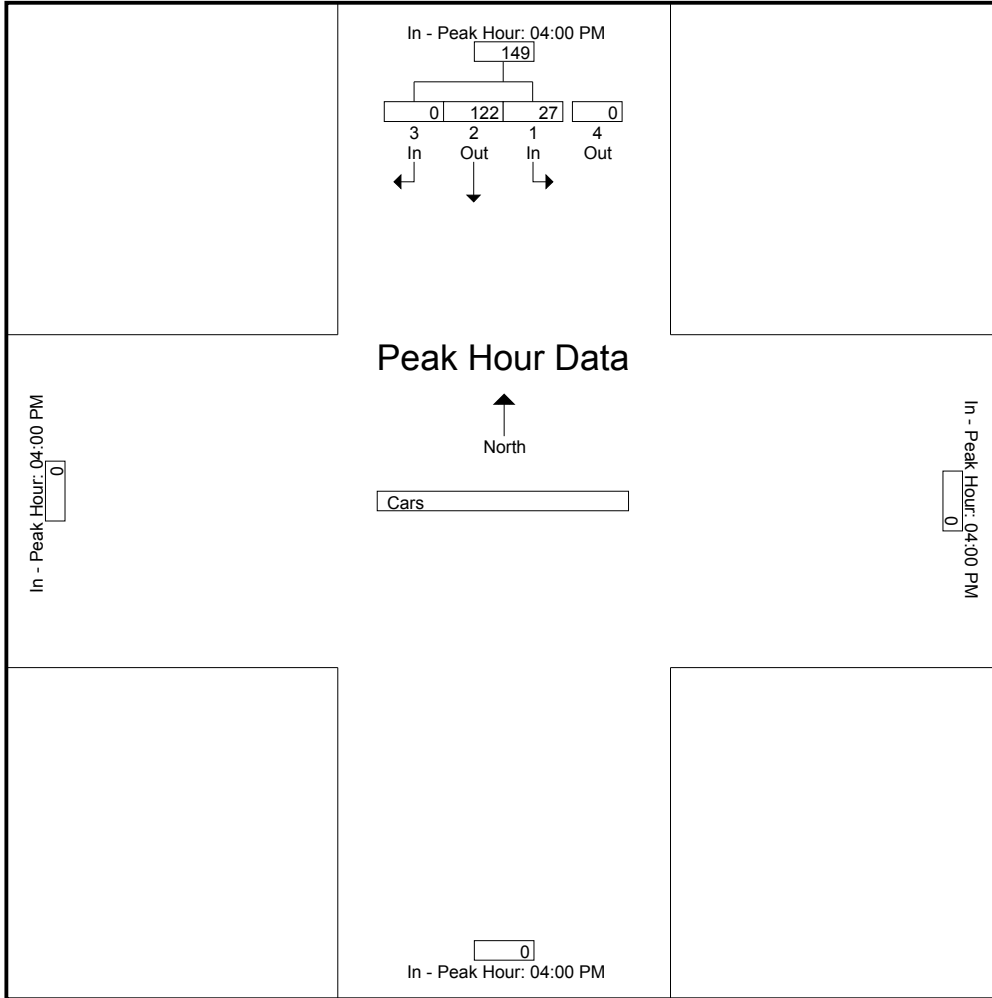 In - Peak Hour: 04:00 PM
149
0 122 27 0
3 2 1 4
In Out In Out
Peak Hour Data
North
In - Peak Hour: 04:00 PM
0
Cars
0
In - Peak Hour: 04:00 PM
0
In - Peak Hour: 04:00 PM